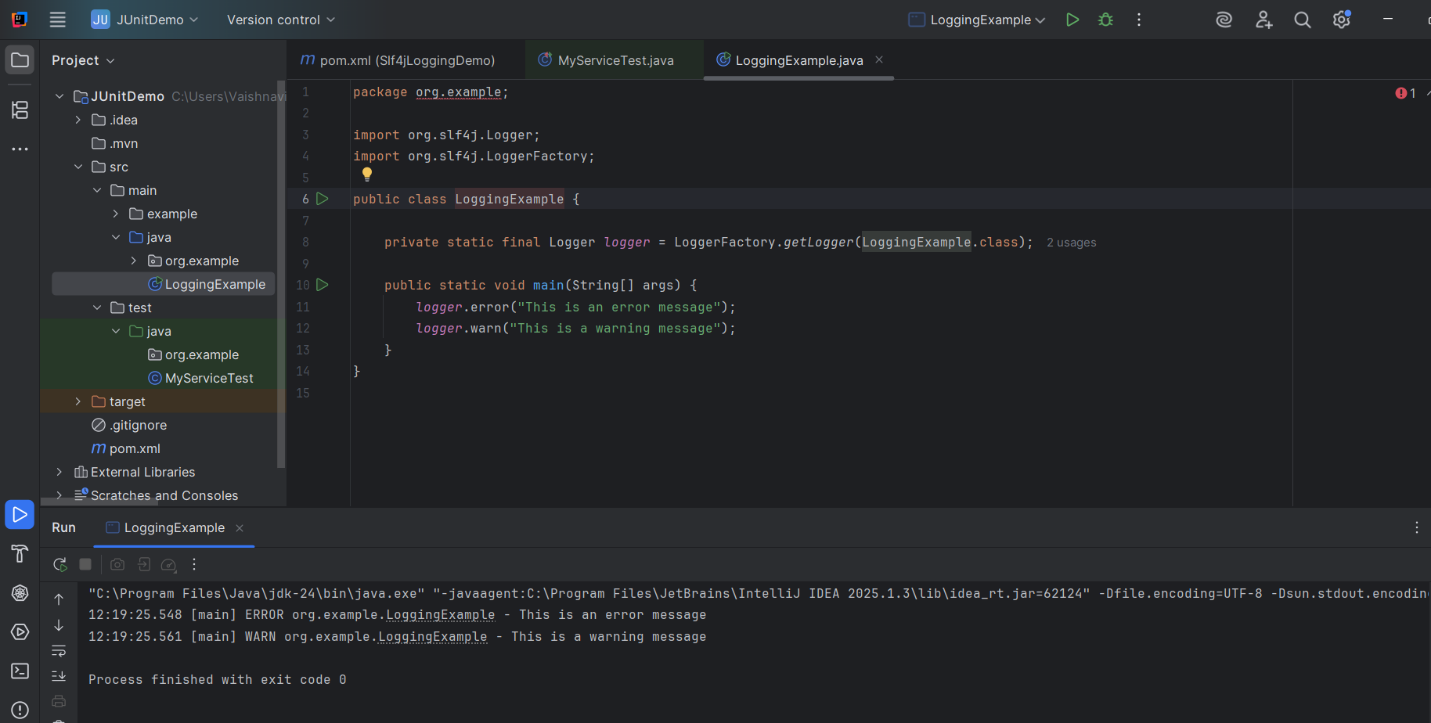 JU JUnitDemo Vairshion control LoggingExample
Project
pom.xml (Slf4jLoggingDemo) MyServiceTest.java LoggingExample.java
JUnitDemo C:\Users\Vaishnavi
.idea
.mvn
src
main
example
java
org.example
LoggingExample
test
java
org.example
MyServiceTest
target
.gitignore
pom.xml
External Libraries
Scratches and Consoles
1
1 package org.example;
2
3 import org.slf4j.Logger;
4 import org.slf4j.LoggerFactory;
5
6 public class LoggingExample {
7
8 private static final Logger logger = LoggerFactory.getLogger(LoggingExample.class); 2 usages
9
10 public static void main(String[] args) {
11 logger.error("This is an error message");
12 logger.warn("This is a warning message");
13 }
14 }
15
Run LoggingExample
"C:\Program Files\Java\jdk-24\bin\java.exe" "-javaagent:C:\Program Files\JetBrains\IntelliJ IDEA 2025.1.3\lib\idea_rt.jar=62124" -Dfile.encoding=UTF-8 -Dsun.stdout.encodin
12:19:25.548 [main] ERROR org.example.LoggingExample - This is an error message
12:19:25.561 [main] WARN org.example.LoggingExample - This is a warning message
Process finished with exit code 0